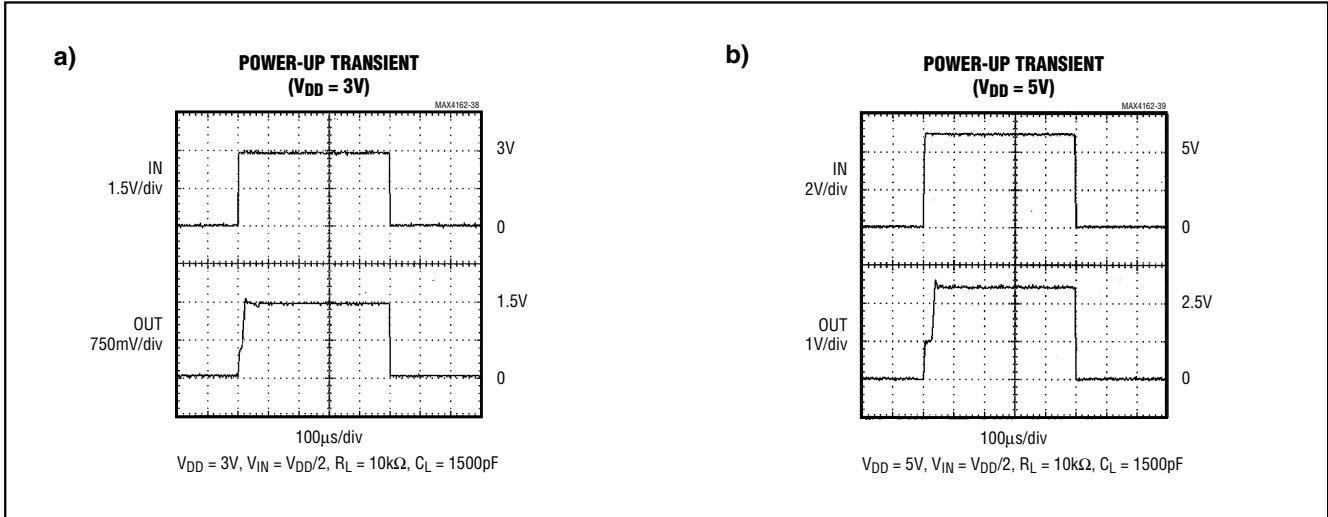 a)
POWER-UP TRANSIENT
(VDD = 3V)
MAX4162-38
IN
1.5V/div
3V
0
OUT
750mV/div
1.5V
0
100µs/div
VDD = 3V, VIN = VDD/2, RL = 10kΩ, CL = 1500pF
b)
POWER-UP TRANSIENT
(VDD = 5V)
MAX4162-39
IN
2V/div
5V
0
OUT
1V/div
2.5V
0
100µs/div
VDD = 5V, VIN = VDD/2, RL = 10kΩ, CL = 1500pF